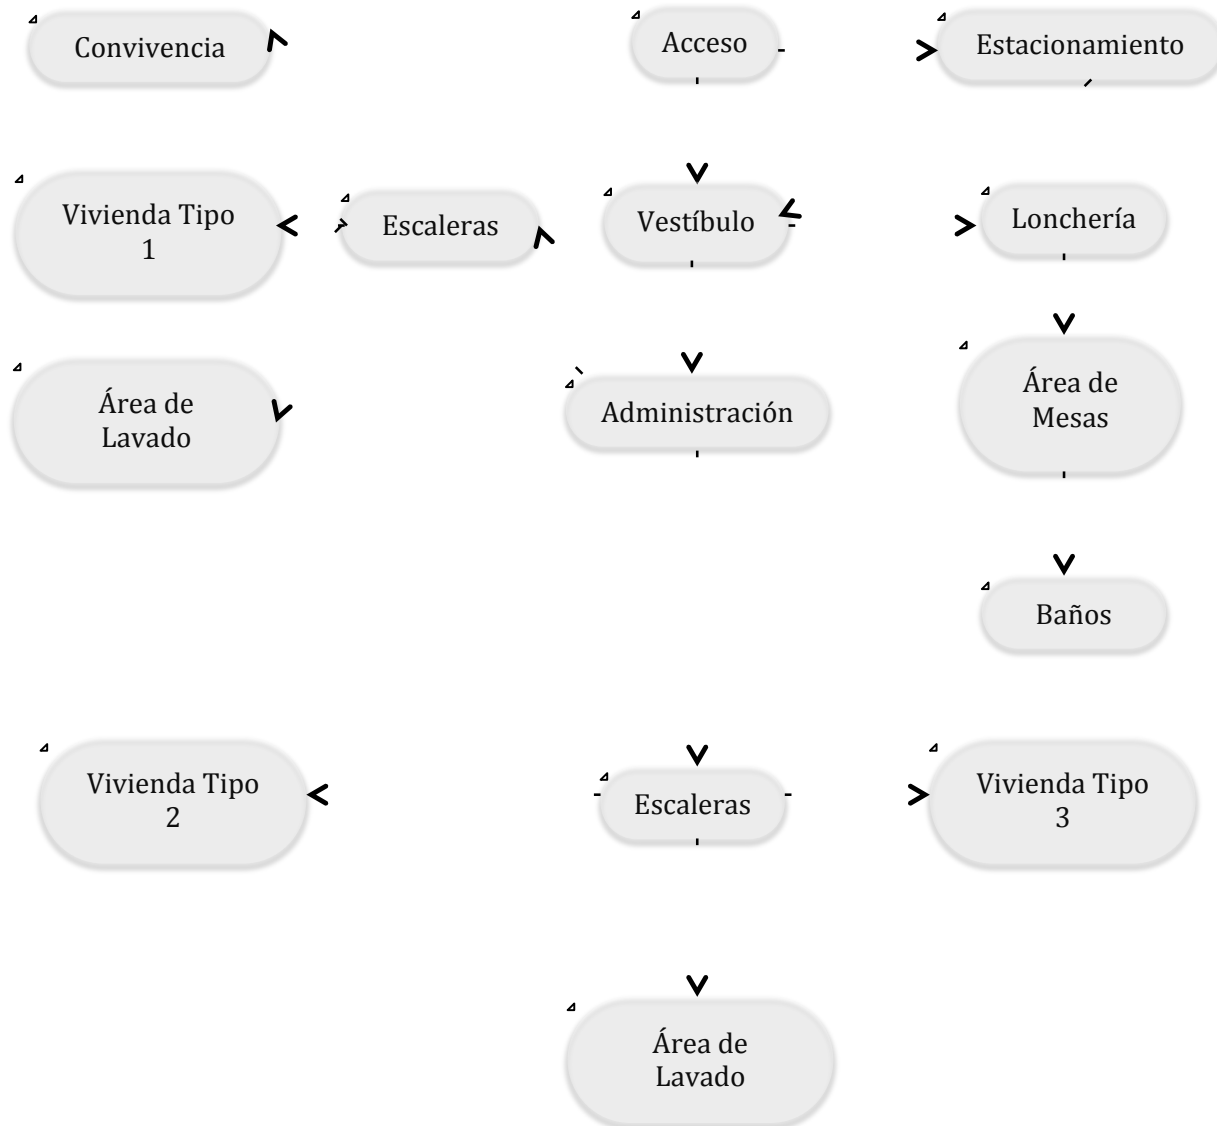 Convivencia
Acceso
Estacionamiento
Vivienda Tipo
1
Escaleras
Vestíbulo
Lonchería
Área de
Lavado
Administración
Área de
Mesas
Baños
Vivienda Tipo
2
Escaleras
Vivienda Tipo
3
Área de
Lavado